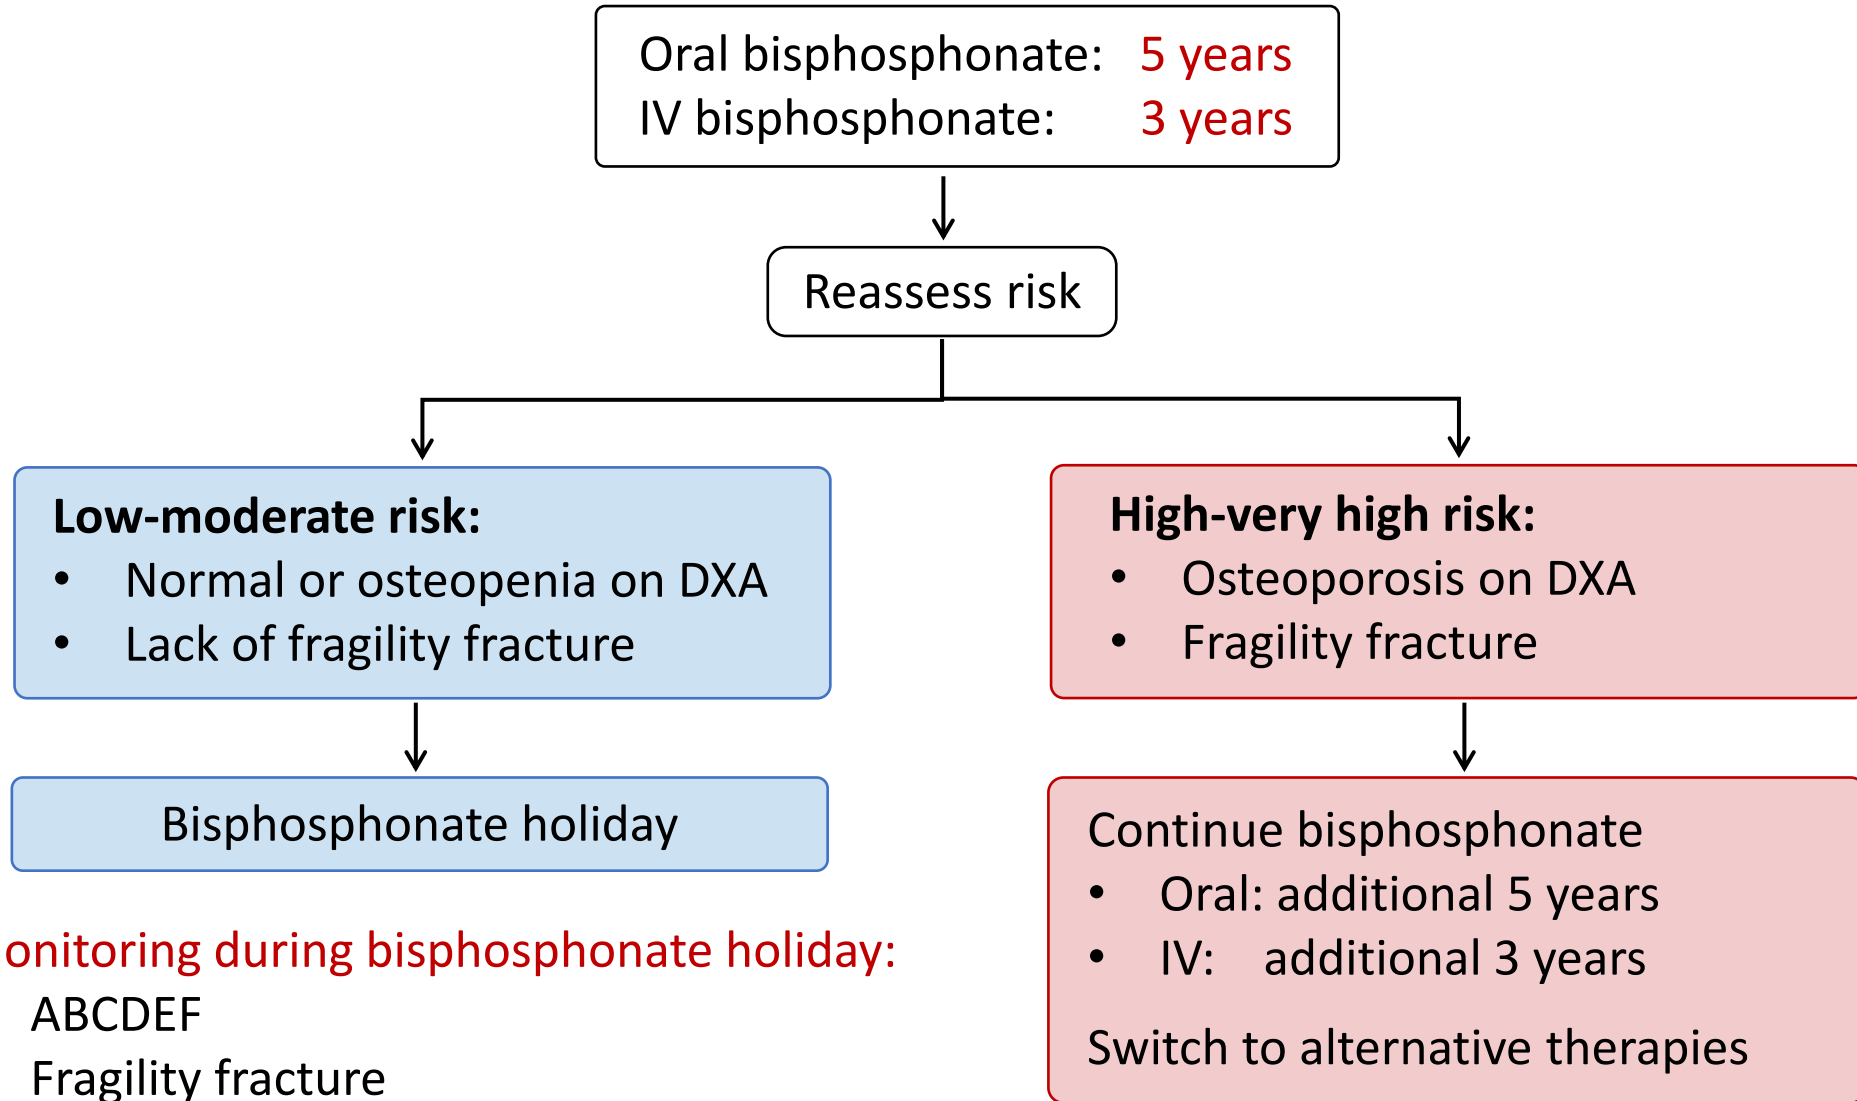 Oral bisphosphonate: 5 years
IV bisphosphonate: 3 years
Reassess risk
Low-moderate risk:
• Normal or osteopenia on DXA
• Lack of fragility fracture
High-very high risk:
• Osteoporosis on DXA
• Fragility fracture
Bisphosphonate holiday
onitoring during bisphosphonate holiday:
ABCDEF
Fragility fracture
Continue bisphosphonate
• Oral: additional 5 years
• IV: additional 3 years
Switch to alternative therapies